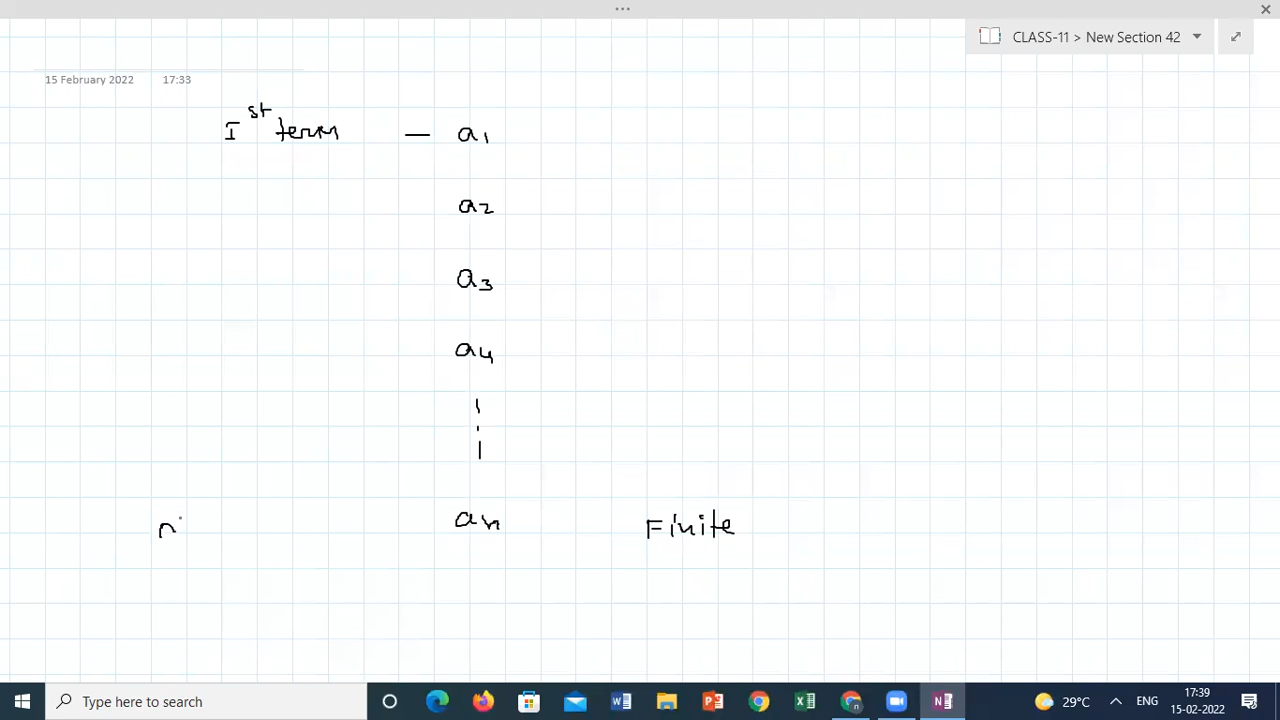 CLASS-11 > New Section 42
15 February 2022 17:33
Ist term — a1
a2
a3
a4
n an Finite
Type here to search
29°C ENG 17:39
15-02-2022